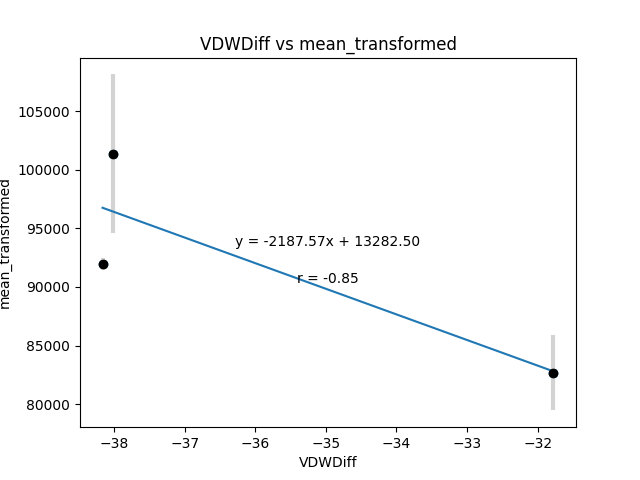 VDWDiff vs mean_transformed
105000
100000
95000
90000
85000
80000
mean_transformed
y = -2187.57x + 13282.50
r = -0.85
−38
−37
−36
−35
−34
−33
−32
VDWDiff